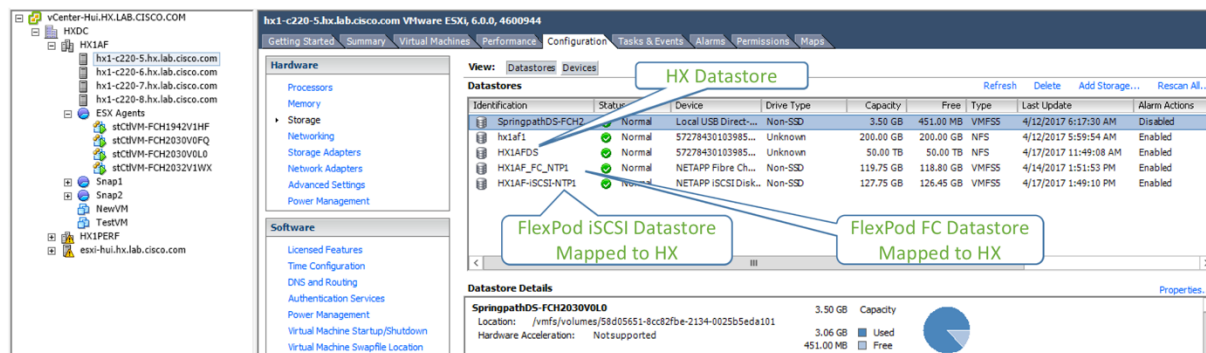 vCenter-Hui.HX.LAB.CISCO.COM
HXDC
HX1AF
hx1-c220-5.hx.lab.cisco.com
hx1-c220-6.hx.lab.cisco.com
hx1-c220-7.hx.lab.cisco.com
hx1-c220-8.hx.lab.cisco.com
ESX Agents
stCtlVM-FCH1942V1HF
stCtlVM-FCH2030V0FQ
stCtlVM-FCH2030V0L0
stCtlVM-FCH2032V1WX
Snap1
Snap2
NewVM
TestVM
HX1PERF
esxi-hui.hx.lab.cisco.com
hx1-c220-5.hx.lab.cisco.com VMware ESXi, 6.0.0, 4600944
Getting Started Summary Virtual Machines Performance Configuration Tasks & Events Alarms Permissions Maps
Hardware
Processors
Memory
Storage
Networking
Storage Adapters
Network Adapters
Advanced Settings
Power Management
Software
Licensed Features
Time Configuration
DNS and Routing
Authentication Services
Power Management
Virtual Machine Startup/Shutdown
Virtual Machine Swapfile Location
View: Datastores Devices
Datastores Refresh Delete Add Storage... Rescan All...
HX Datastore
Identification Status Device Drive Type Capacity Free Type Last Update Alarm Actions
SpringpathDS-FCH2 Normal Local USB Direct-... Non-SSD 3.50 GB 451.00 MB VMFS5 4/12/2017 6:17:30 AM Disabled
hx1af1 Normal 57278430103985... Unknown 200.00 GB 200.00 GB NFS 4/12/2017 5:59:54 AM Enabled
HX1AFDS Normal 57278430103985... Unknown 50.00 TB 50.00 TB NFS 4/17/2017 11:49:08 AM Enabled
HX1AF_FC_NTP1 Normal NETAPP Fibre Ch... Non-SSD 119.75 GB 118.80 GB VMFS5 4/14/2017 1:51:53 PM Enabled
HX1AF-iSCSI-NTP1 Normal NETAPP iSCSI Disk... Non-SSD 127.75 GB 126.45 GB VMFS5 4/17/2017 1:49:10 PM Enabled
FlexPod iSCSI Datastore
Mapped to HX
FlexPod FC Datastore
Mapped to HX
Datastore Details Properties...
SpringpathDS-FCH2030V0L0 3.50 GB Capacity
Location: /vmfs/volumes/58d05651-8cc82fbe-2134-0025b5eda101
Hardware Acceleration: Not supported 3.06 GB Used
451.00 MB Free